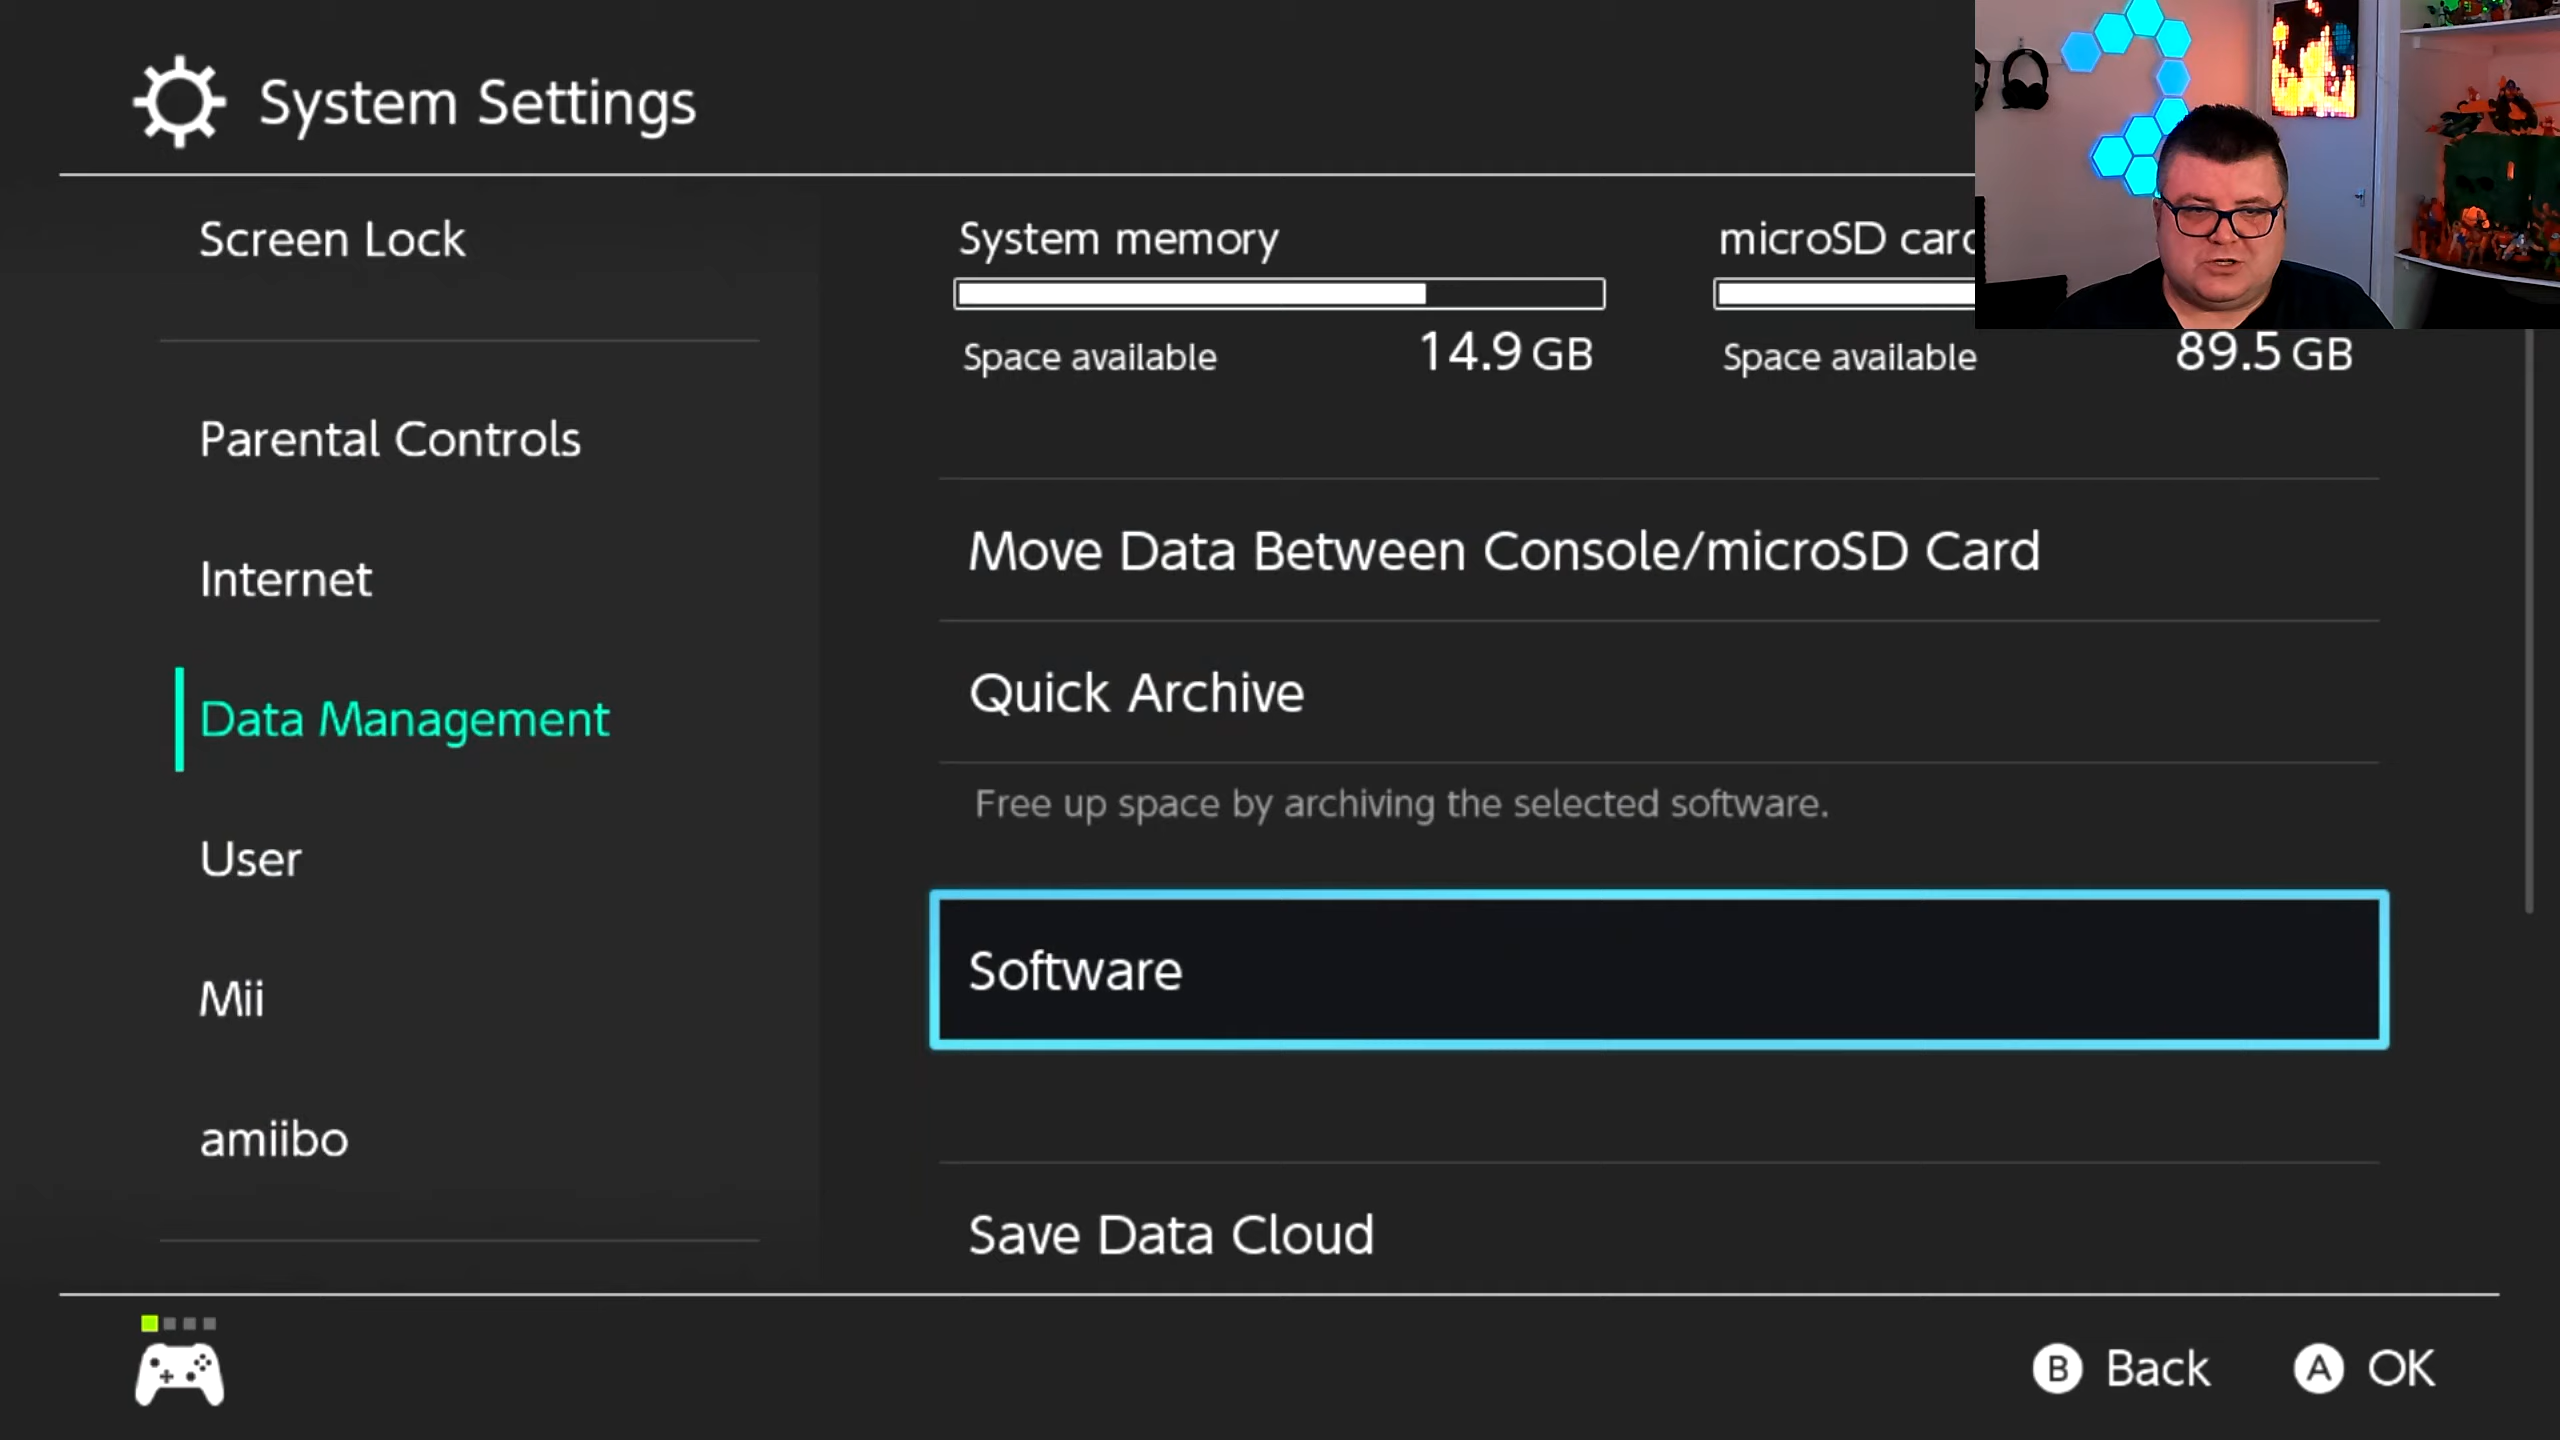 System Settings
Screen Lock
Parental Controls
Internet
Data Management
User
Mii
amiibo
System memory
Space available 14.9 GB
microSD
Space available 89.5 GB
Move Data Between Console/microSD Card
Quick Archive
Free up space by archiving the selected software.
Software
Save Data Cloud
B Back A OK